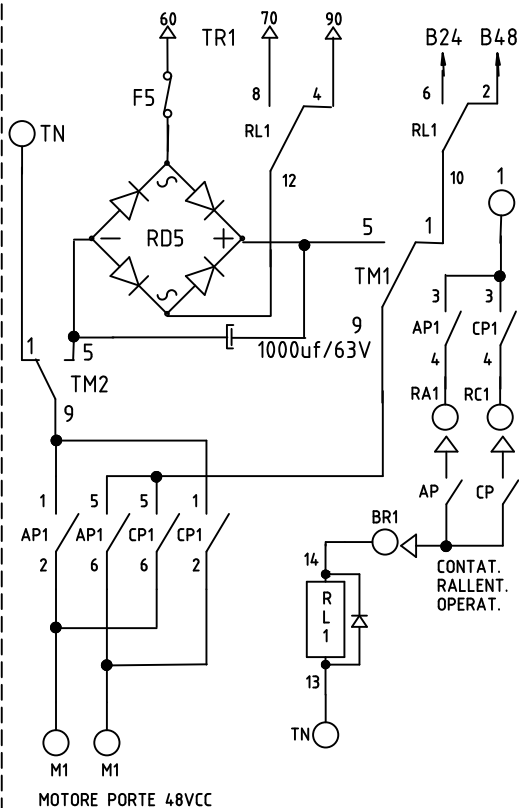 60
TR1
70
90
B24
B48
F5
8
4
6
2
RL1
RL1
TN
12
10
1
RD5
−
+
5
1
TM1
3
3
9
AP1
CP1
1
5
1000uf/63V
4
4
TM2
RA1
RC1
9
AP
CP
1
5
5
1
BR1
AP1
AP1
CP1
CP1
14
2
6
6
2
CONTAT.
RALLENT.
OPERAT.
R
L
1
13
TN
M1
M1
MOTORE PORTE 48VCC